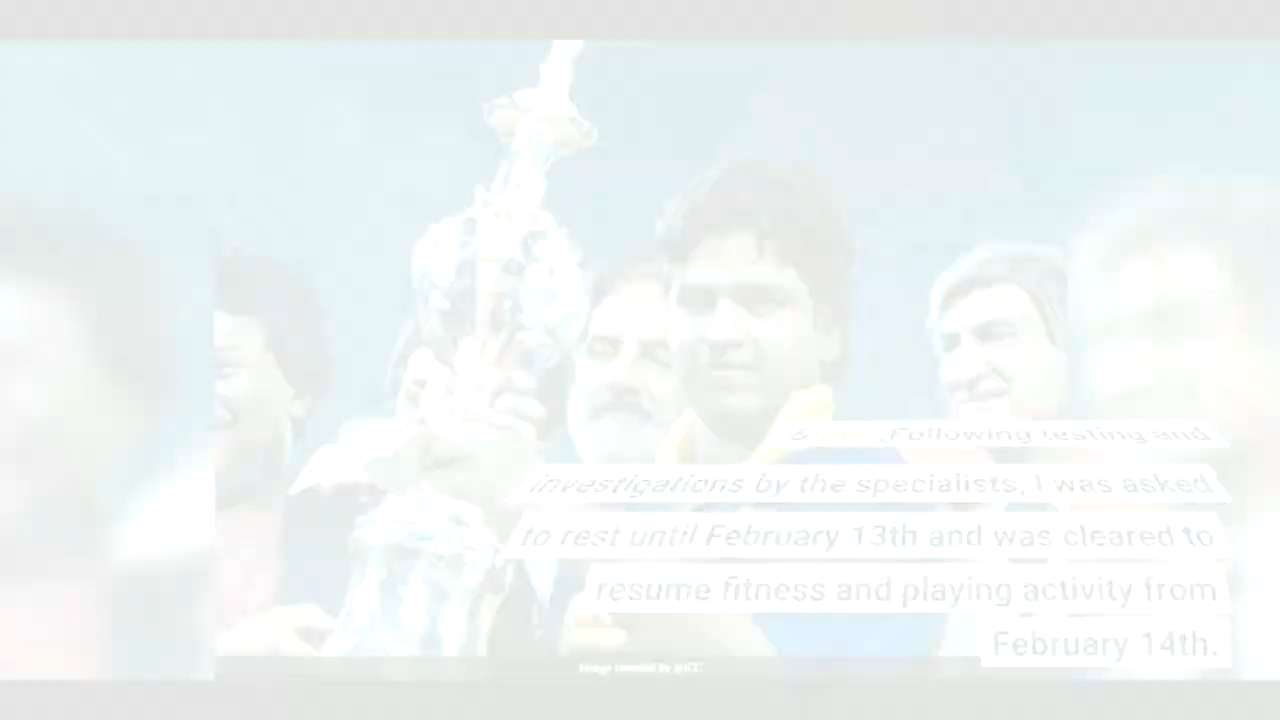 &
.Following testing and
investigations by the specialists, I was asked
to rest until February 13th and was cleared to
resume fitness and playing activity from
February 14th.